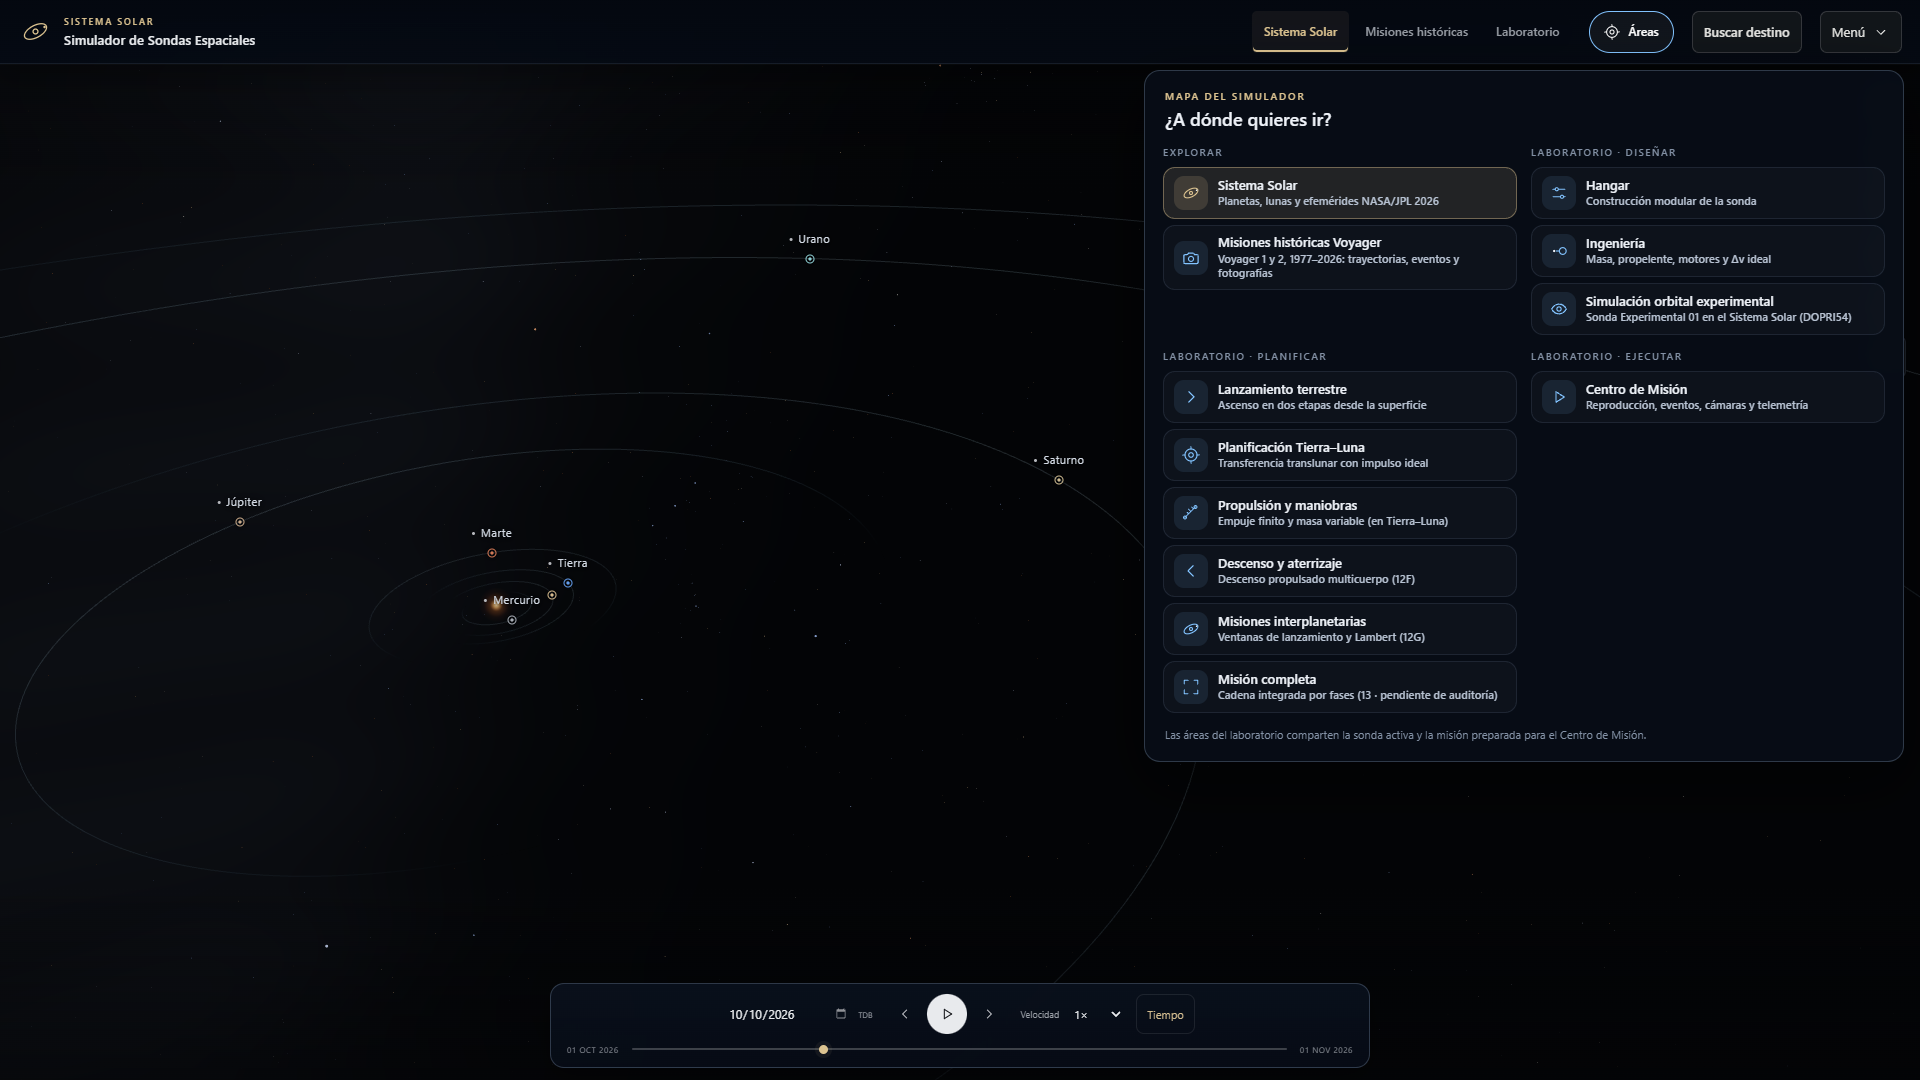 SISTEMA SOLAR
Simulador de Sondas Espaciales
Sistema Solar
Misiones históricas
Laboratorio
Áreas
Buscar destino
Menú
MAPA DEL SIMULADOR
¿A dónde quieres ir?
EXPLORAR
Sistema Solar
Planetas, lunas y efemérides NASA/JPL 2026
Misiones históricas Voyager
Voyager 1 y 2, 1977–2026: trayectorias, eventos y
fotografías
LABORATORIO · DISEÑAR
Hangar
Construcción modular de la sonda
Ingeniería
Masa, propelente, motores y Δv ideal
Simulación orbital experimental
Sonda Experimental 01 en el Sistema Solar (DOPRI54)
LABORATORIO · PLANIFICAR
Lanzamiento terrestre
Ascenso en dos etapas desde la superficie
Planificación Tierra–Luna
Transferencia translunar con impulso ideal
Propulsión y maniobras
Empuje finito y masa variable (en Tierra–Luna)
Descenso y aterrizaje
Descenso propulsado multicuerpo (12F)
Misiones interplanetarias
Ventanas de lanzamiento y Lambert (12G)
Misión completa
Cadena integrada por fases (13 · pendiente de auditoría)
LABORATORIO · EJECUTAR
Centro de Misión
Reproducción, eventos, cámaras y telemetría
Las áreas del laboratorio comparten la sonda activa y la misión preparada para el Centro de Misión.
Urano
Saturno
Júpiter
Marte
Tierra
Mercurio
10/10/2026
TDB
Velocidad
1×
Tiempo
01 OCT 2026
01 NOV 2026